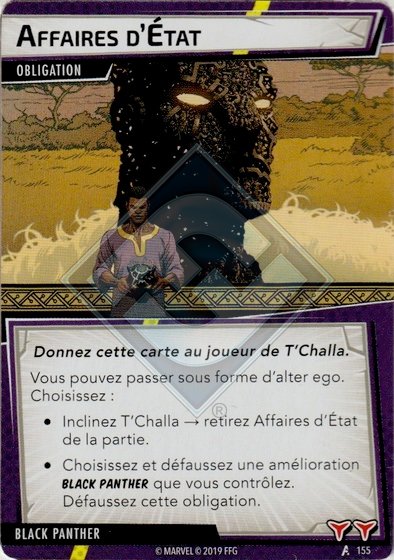 AFFAIRES D'ÉTAT
OBLIGATION
Donnez cette carte au joueur de T'Challa.
Vous pouvez passer sous forme d'alter ego.
Choisissez :
• Inclinez T'Challa → retirez Affaires d'État
de la partie.
• Choisissez et défaussez une amélioration
BLACK PANTHER que vous contrôlez.
Défaussez cette obligation.
®
BLACK PANTHER
© MARVEL © 2019 FFG
155